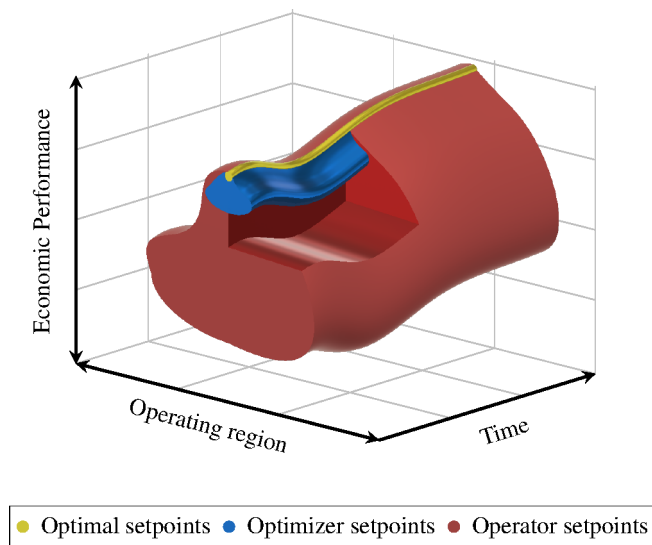 Economic Performance
Operating region
Time
Optimal setpoints Optimizer setpoints Operator setpoints